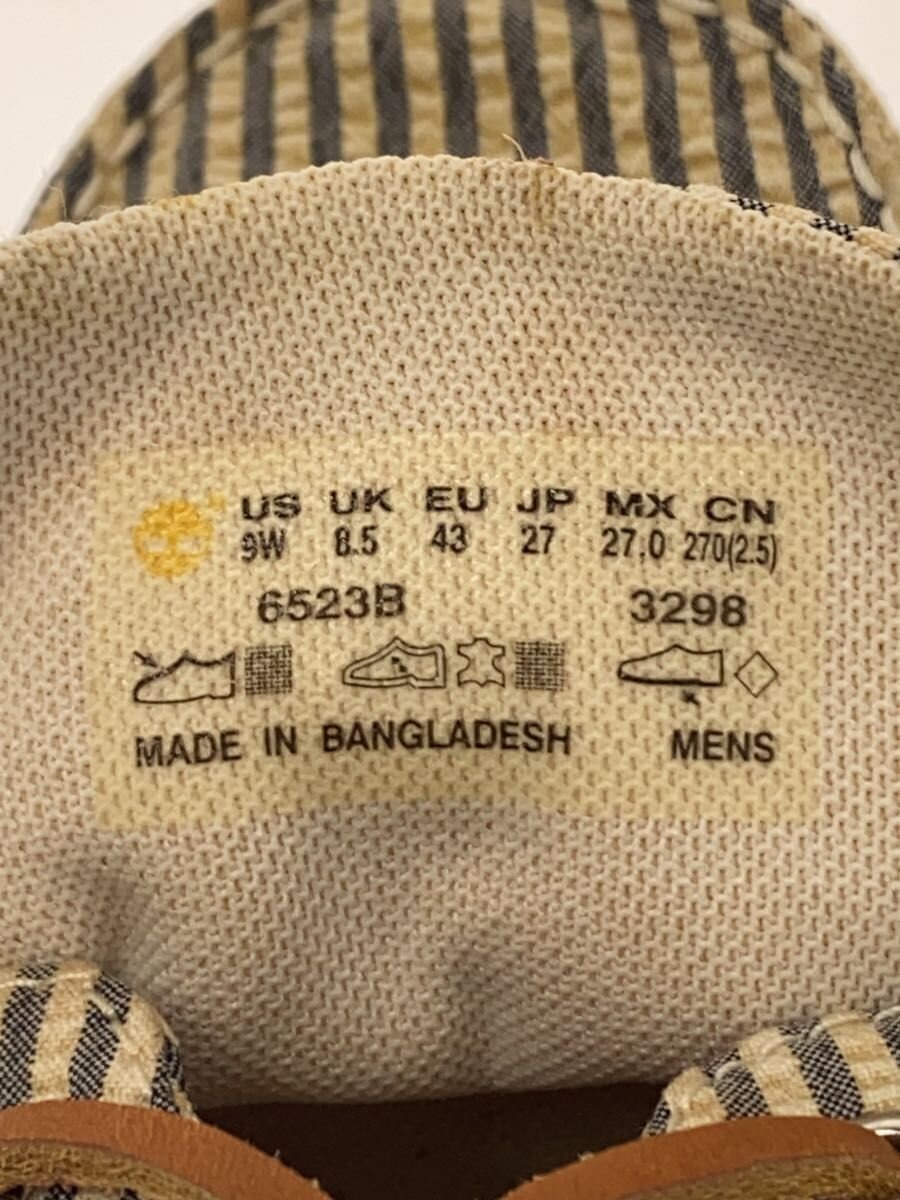 US UK EU JP MX CN
9W 8.5 43 27 27.0 270(2.5)
6523B 3298
MADE IN BANGLADESH MENS